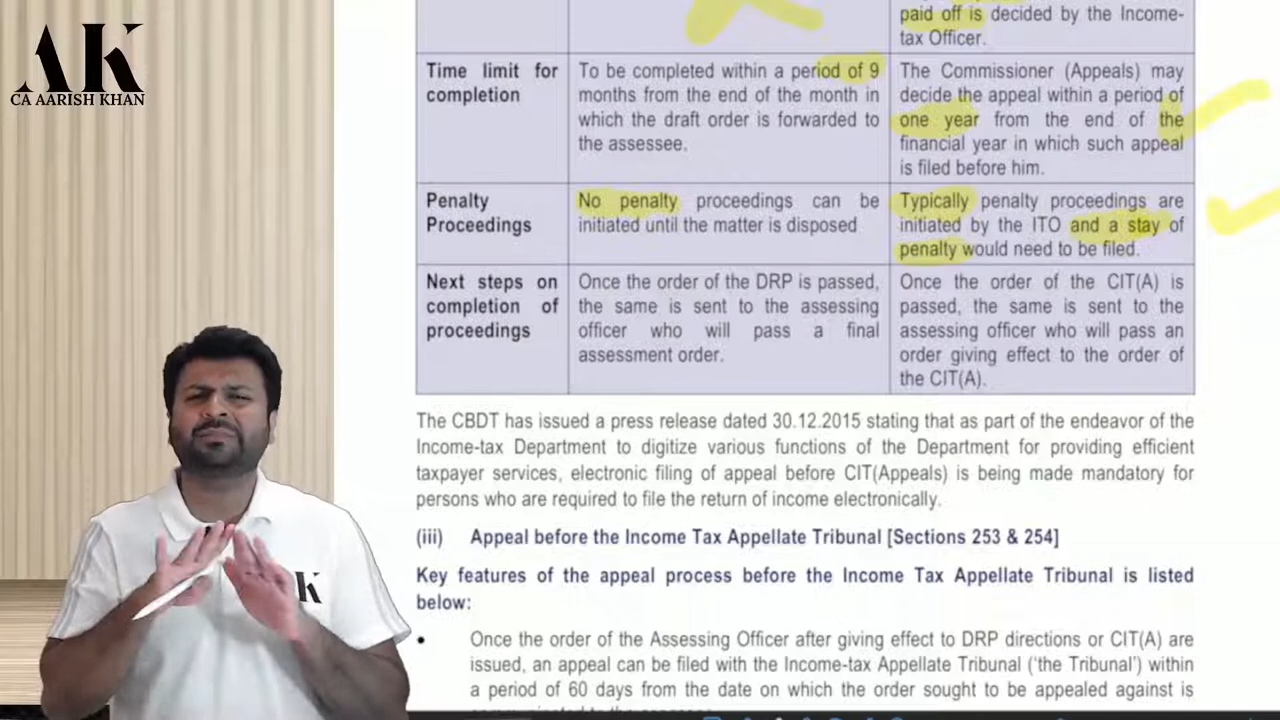 AK
CA AARISH KHAN
paid off is decided by the Income-
tax Officer.
Time limit for
completion
To be completed within a period of 9
months from the end of the month in
which the draft order is forwarded to
the assessee.
The Commissioner (Appeals) may
decide the appeal within a period of
one year from the end of the
financial year in which such appeal
is filed before him.
Penalty
Proceedings
No penalty proceedings can be
initiated until the matter is disposed
Typically penalty proceedings are
initiated by the ITO and a stay of
penalty would need to be filed.
Next steps on
completion of
proceedings
Once the order of the DRP is passed,
the same is sent to the assessing
officer who will pass a final
assessment order.
Once the order of the CIT(A) is
passed, the same is sent to the
assessing officer who will pass an
order giving effect to the order of
the CIT(A).
The CBDT has issued a press release dated 30.12.2015 stating that as part of the endeavor of the
Income-tax Department to digitize various functions of the Department for providing efficient
taxpayer services, electronic filing of appeal before CIT(Appeals) is being made mandatory for
persons who are required to file the return of income electronically.
(iii) Appeal before the Income Tax Appellate Tribunal [Sections 253 & 254]
Key features of the appeal process before the Income Tax Appellate Tribunal is listed
below:
• Once the order of the Assessing Officer after giving effect to DRP directions or CIT(A) are
issued, an appeal can be filed with the Income-tax Appellate Tribunal ('the Tribunal') within
a period of 60 days from the date on which the order sought to be appealed against is
K